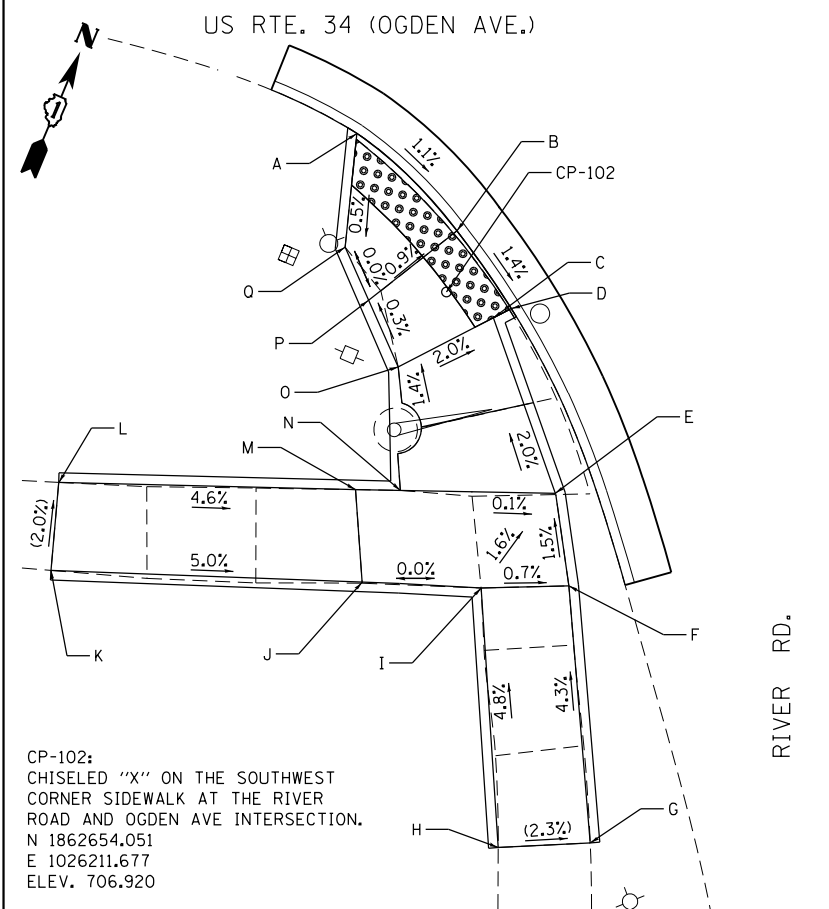 US RTE. 34 (OGDEN AVE.)
N
1
1.1%
B
A
CP-102
0.5%
1.4%
0.9%
C
0.0%
Q
D
0.3%
P
2.0%
O
1.4%
N
E
L
M
2.0%
4.6%
0.1%
(2.0%)
1.6%
1.5%
5.0%
0.0%
0.7%
F
K
J
I
RIVER RD.
4.8%
4.3%
CP-102:
CHISELED "X" ON THE SOUTHWEST
CORNER SIDEWALK AT THE RIVER
ROAD AND OGDEN AVE INTERSECTION.
N 1862654.051
E 1026211.677
ELEV. 706.920
G
H
(2.3%)